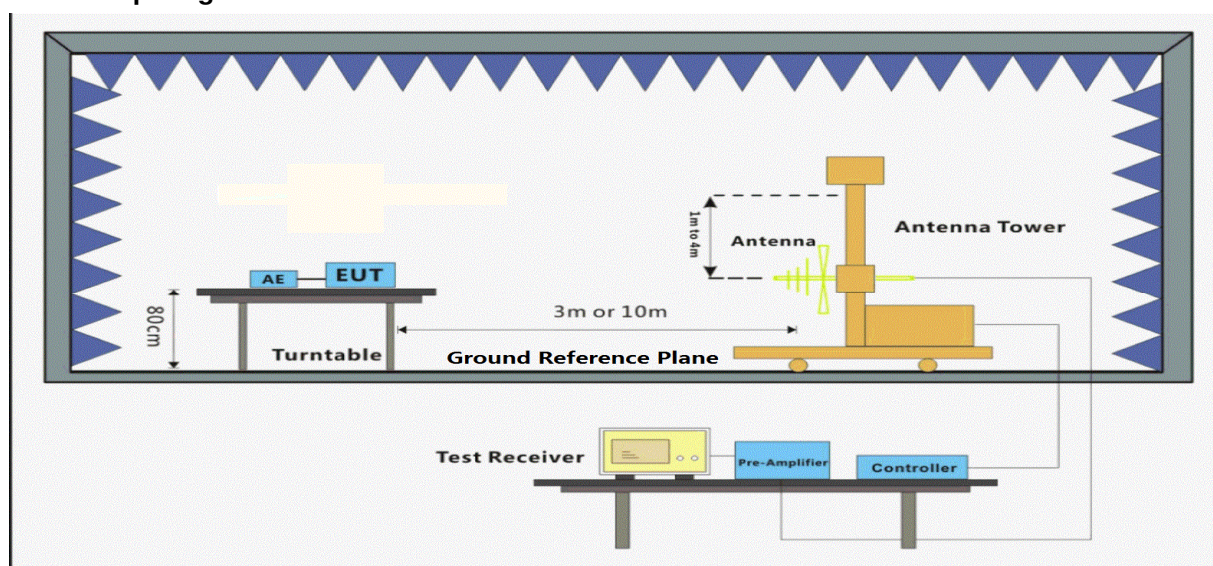 1m to 4m
Antenna
Antenna Tower
AE
EUT
80cm
3m or 10m
Turntable
Ground Reference Plane
Test Receiver
Pre-Amplifier
Controller